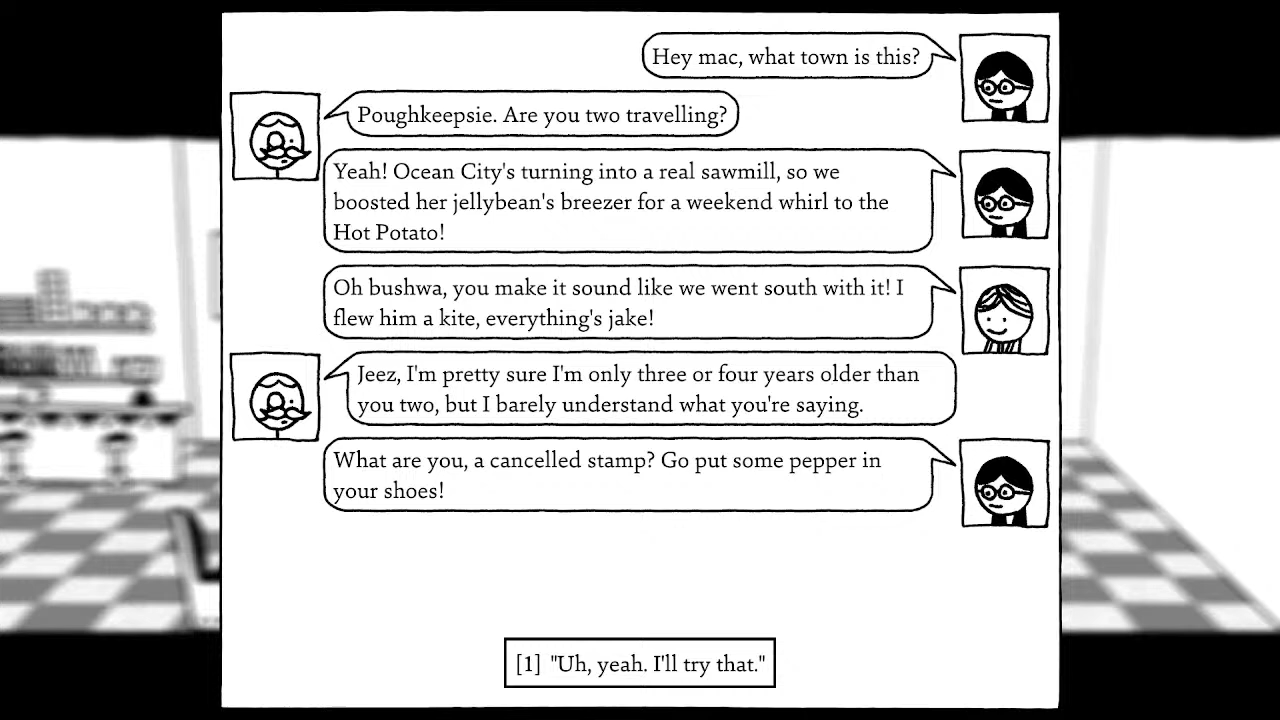 Hey mac, what town is this?
Poughkeepsie. Are you two travelling?
Yeah! Ocean City's turning into a real sawmill, so we
boosted her jellybean's breezer for a weekend whirl to the
Hot Potato!
Oh bushwa, you make it sound like we went south with it! I
flew him a kite, everything's jake!
Jeez, I'm pretty sure I'm only three or four years older than
you two, but I barely understand what you're saying.
What are you, a cancelled stamp? Go put some pepper in
your shoes!
[1] "Uh, yeah. I'll try that."